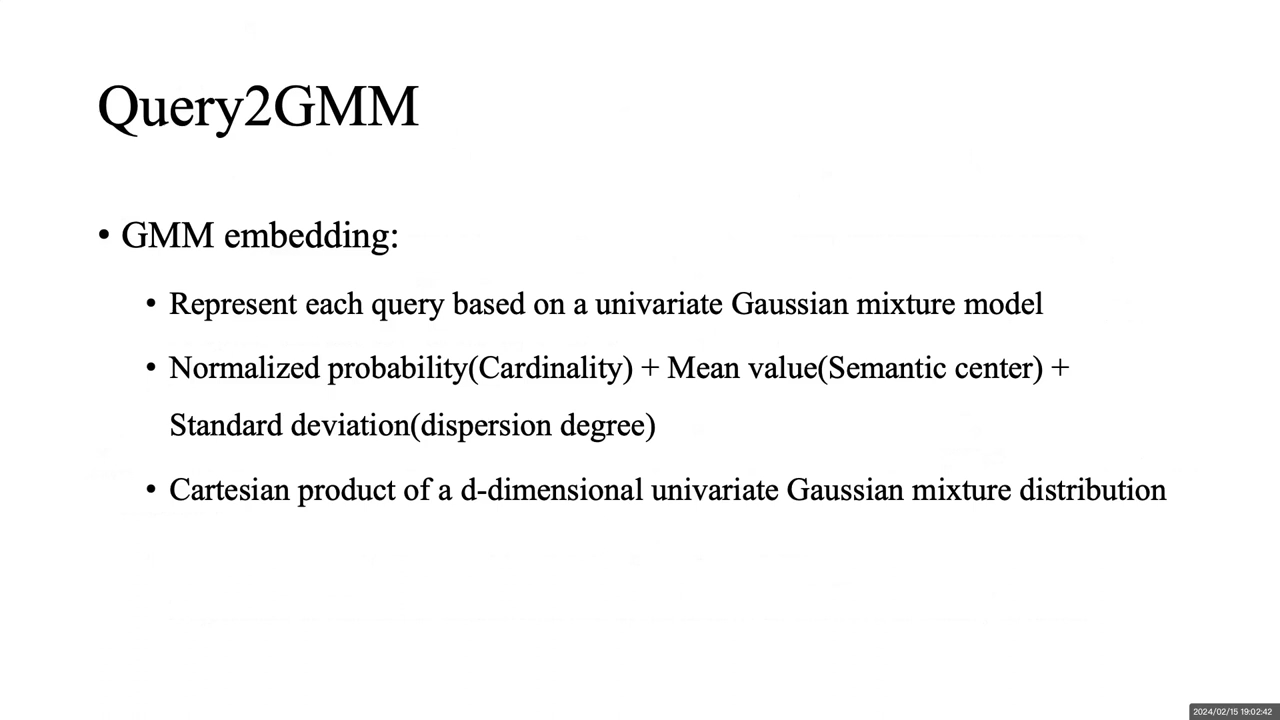 Query2GMM
• GMM embedding:
• Represent each query based on a univariate Gaussian mixture model
• Normalized probability(Cardinality) + Mean value(Semantic center) +
Standard deviation(dispersion degree)
• Cartesian product of a d-dimensional univariate Gaussian mixture distribution
2024/02/15 19:02:42